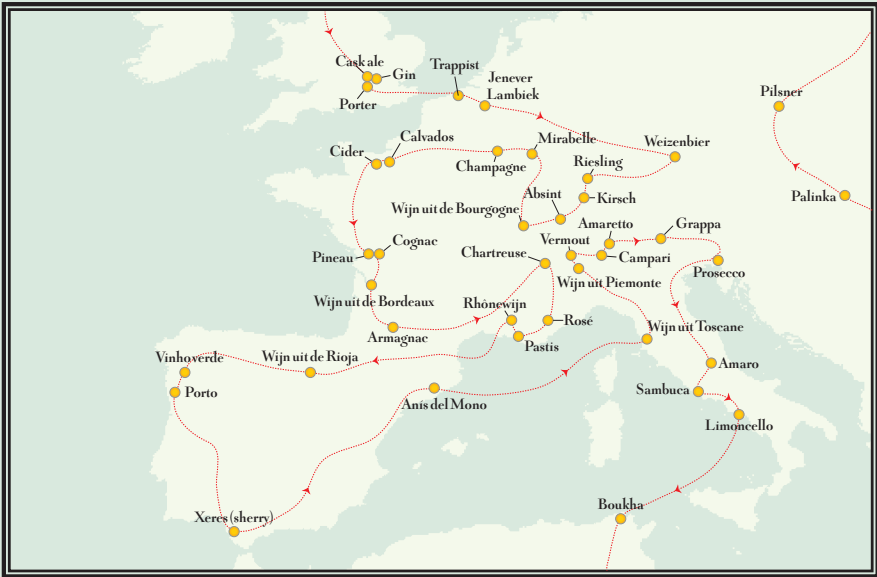 Cask ale
Gin
Porter
Trappist
Jenever
Lambiek
Pilsner
Weizenbier
Palinka
Cider
Calvados
Champagne
Mirabelle
Riesling
Absint
Kirsch
Wijn uit de Bourgogne
Amaretto
Grappa
Pineau
Cognac
Chartreuse
Vermout
Campari
Prosecco
Wijn uit Piemonte
Wijn uit de Bordeaux
Rhônewijn
Rosé
Armagnac
Pastis
Wijn uit Toscane
Vinho verde
Wijn uit de Rioja
Amaro
Porto
Anís del Mono
Sambuca
Limoncello
Xeres (sherry)
Boukha